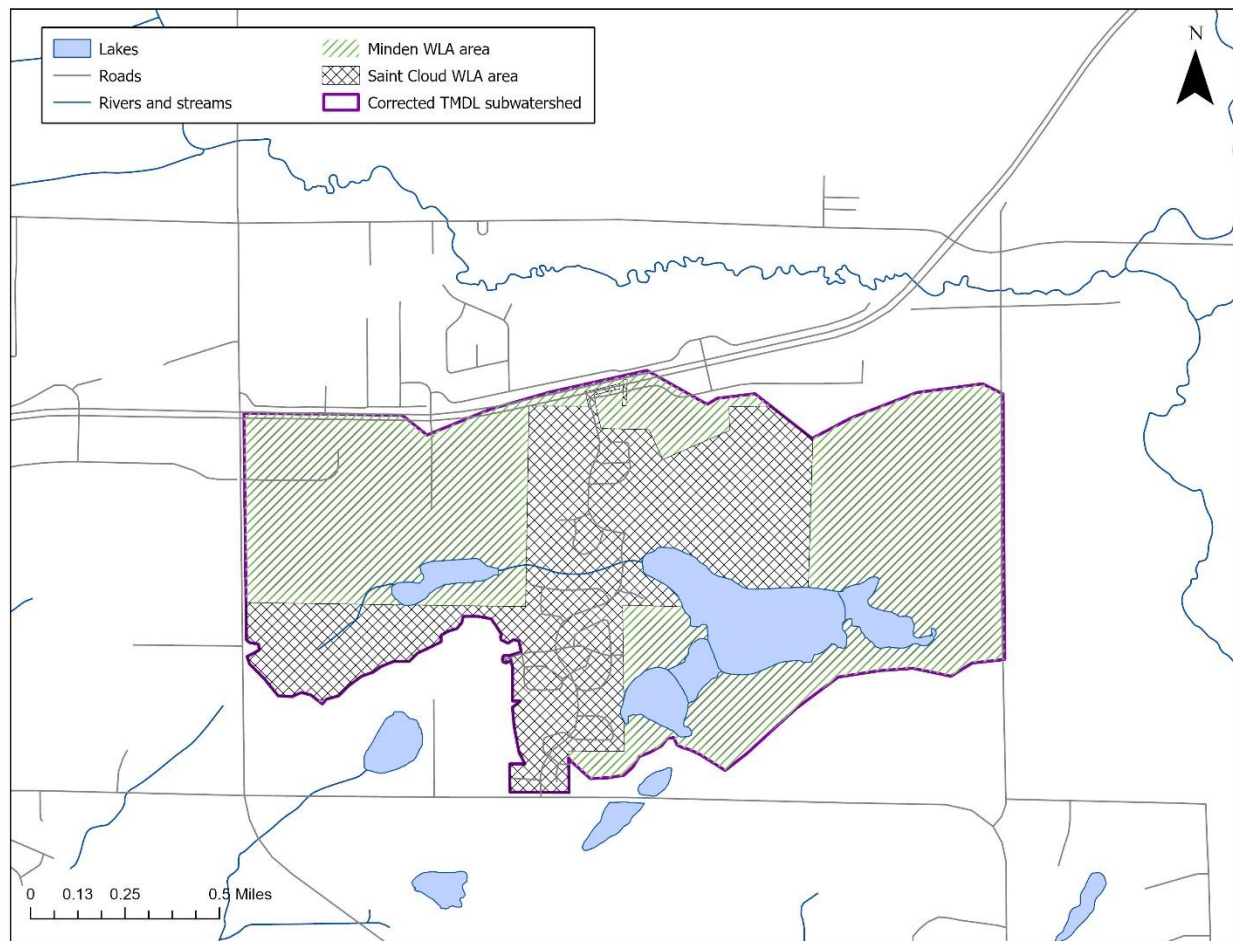 Lakes
Roads
Rivers and streams
Minden WLA area
Saint Cloud WLA area
Corrected TMDL subwatershed
N
0 0.13 0.25 0.5 Miles